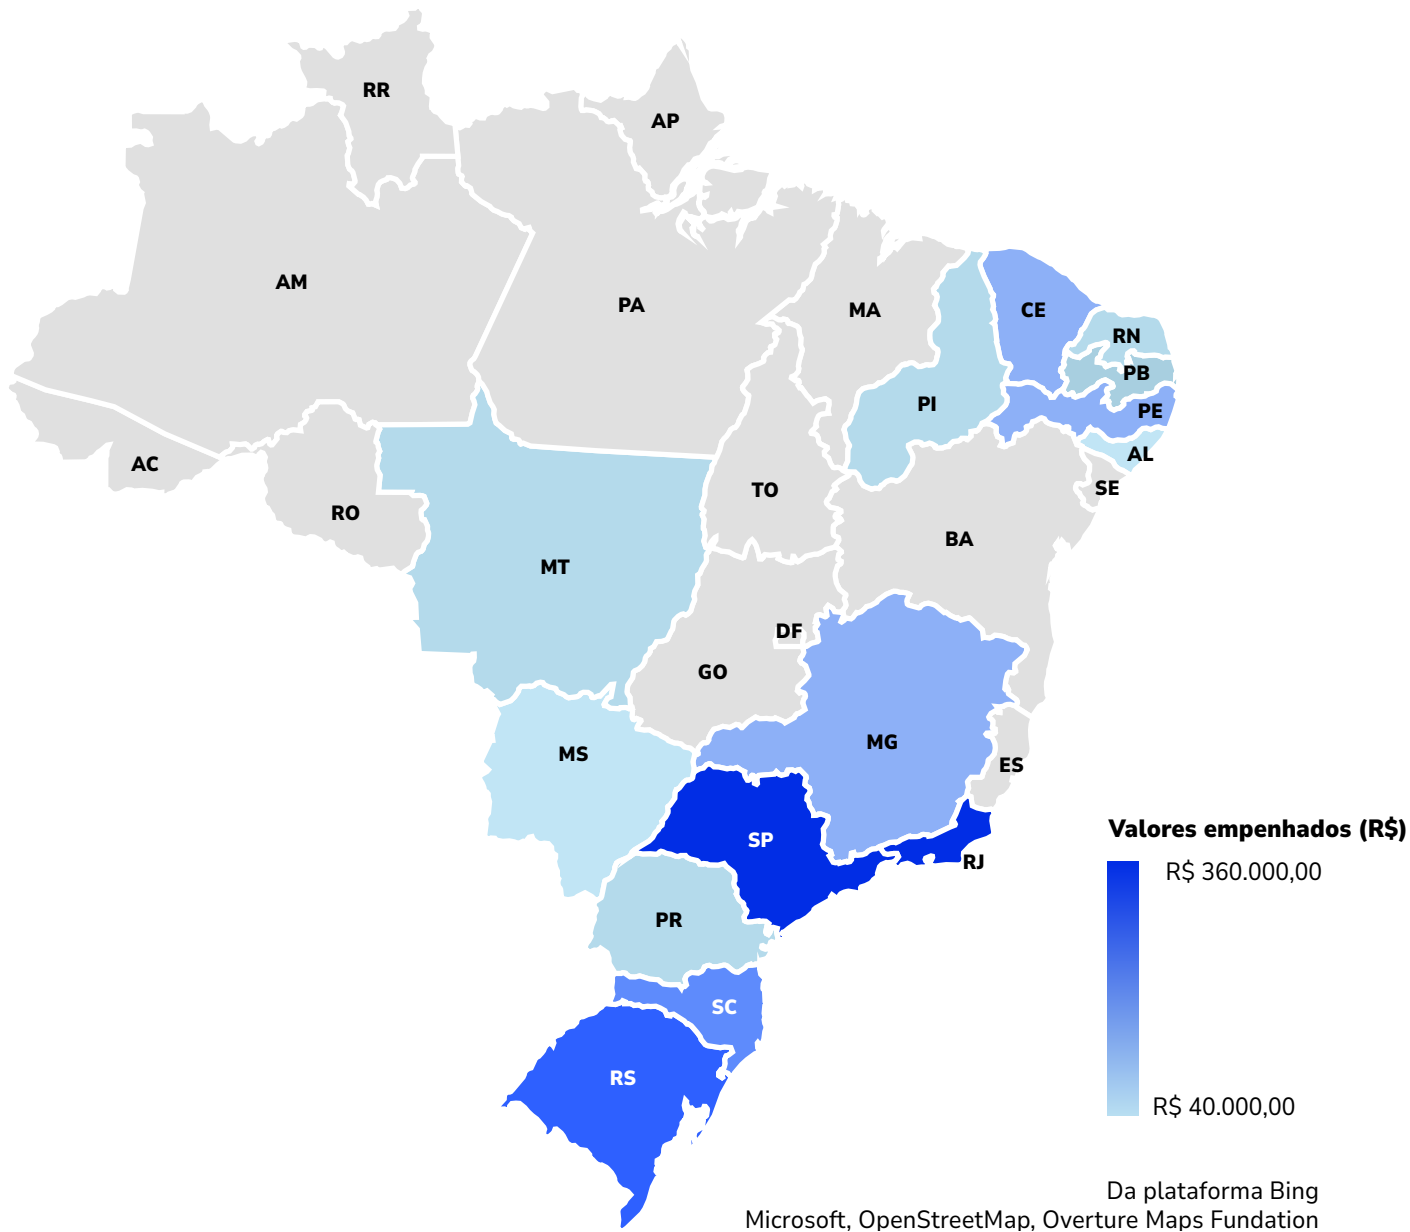 RR
AP
AM
PA
MA
CE
RN
PB
PI
PE
AL
AC
SE
TO
RO
BA
MT
DF
GO
MG
MS
ES
Valores empenhados (R$)
SP
RJ
R$ 360.000,00
PR
SC
RS
R$ 40.000,00
Da plataforma Bing
Microsoft, OpenStreetMap, Overture Maps Fundation